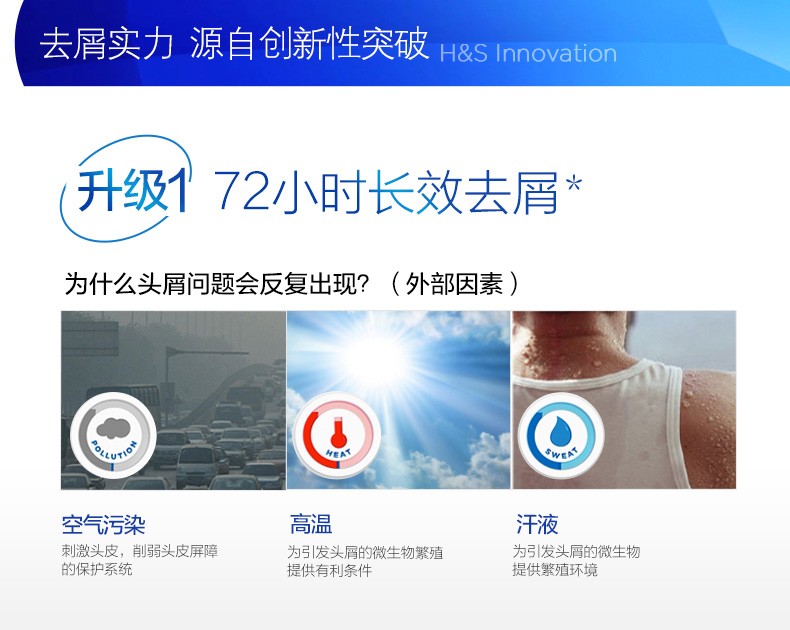 去屑实力 源自创新性突破 H&S Innovation
升级1 72小时长效去屑*
为什么头屑问题会反复出现？（外部因素）
POLLUTION
HEAT
SWEAT
空气污染
刺激头皮，削弱头皮屏障
的保护系统
高温
为引发头屑的微生物繁殖
提供有利条件
汗液
为引发头屑的微生物
提供繁殖环境